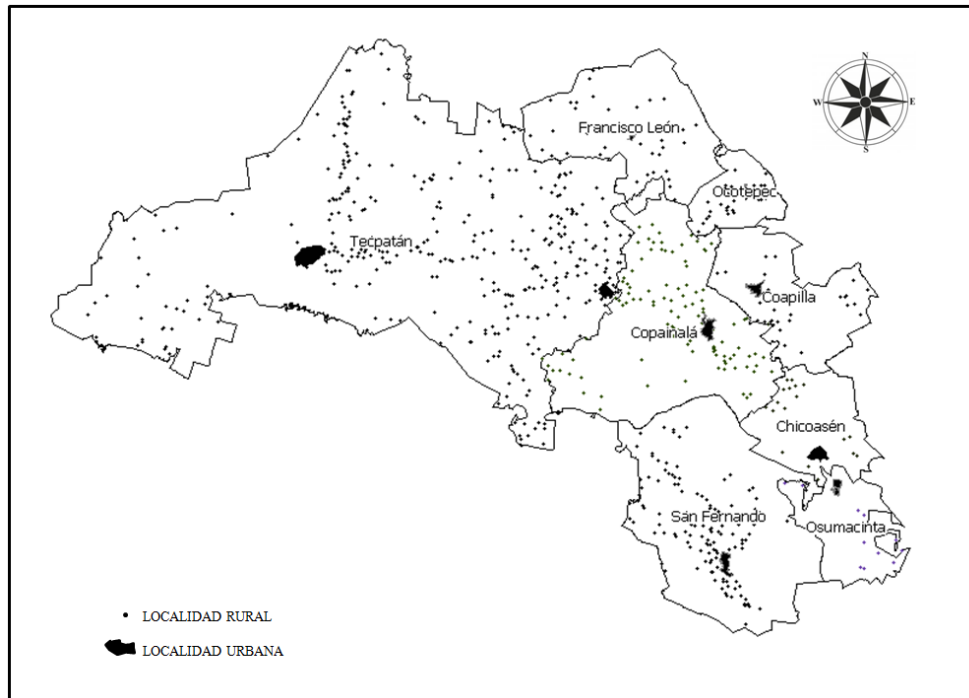 N
Francisco León
W
E
S
Ocotepec
Tecpatán
Coapilla
Copainalá
Chicoasén
San Fernando
Osumacinta
LOCALIDAD RURAL
LOCALIDAD URBANA